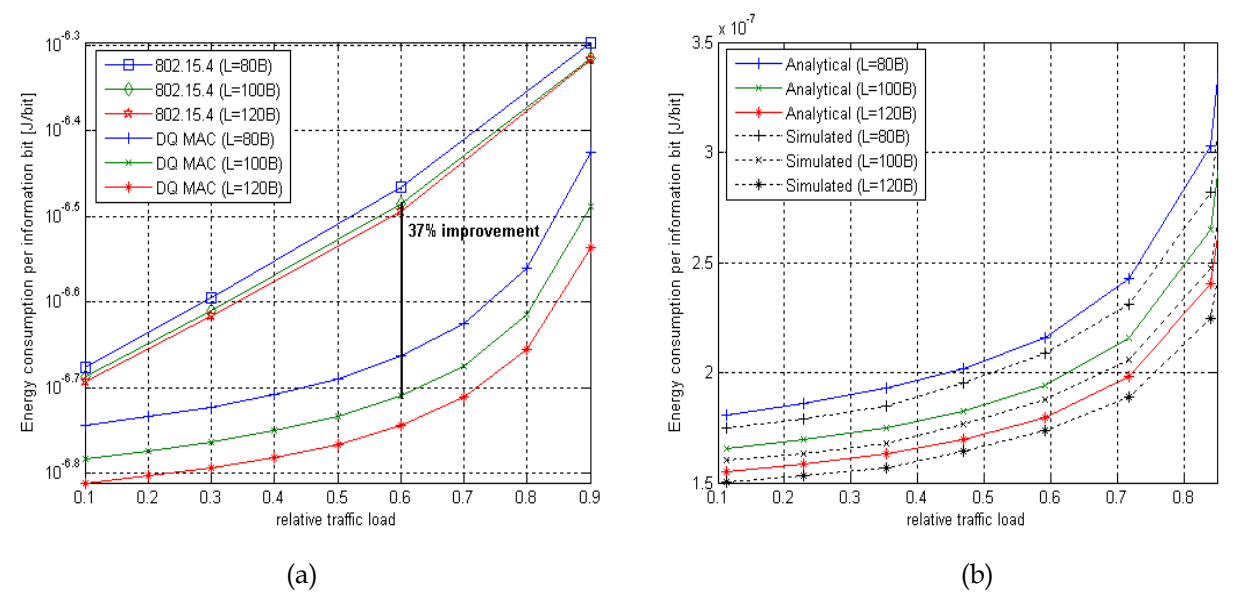 Energy consumption per information bit [J/bit]
10^-6.3
10^-6.4
10^-6.5
10^-6.6
10^-6.7
10^-6.8
802.15.4 (L=80B)
802.15.4 (L=100B)
802.15.4 (L=120B)
DQ MAC (L=80B)
DQ MAC (L=100B)
DQ MAC (L=120B)
37% improvement
0.1 0.2 0.3 0.4 0.5 0.6 0.7 0.8 0.9
relative traffic load
(a)
Energy consumption per information bit [J/bit]
x 10^-7
3.5
3
2.5
2
1.5
Analytical (L=80B)
Analytical (L=100B)
Analytical (L=120B)
Simulated (L=80B)
Simulated (L=100B)
Simulated (L=120B)
0.1 0.2 0.3 0.4 0.5 0.6 0.7 0.8
relative traffic load
(b)